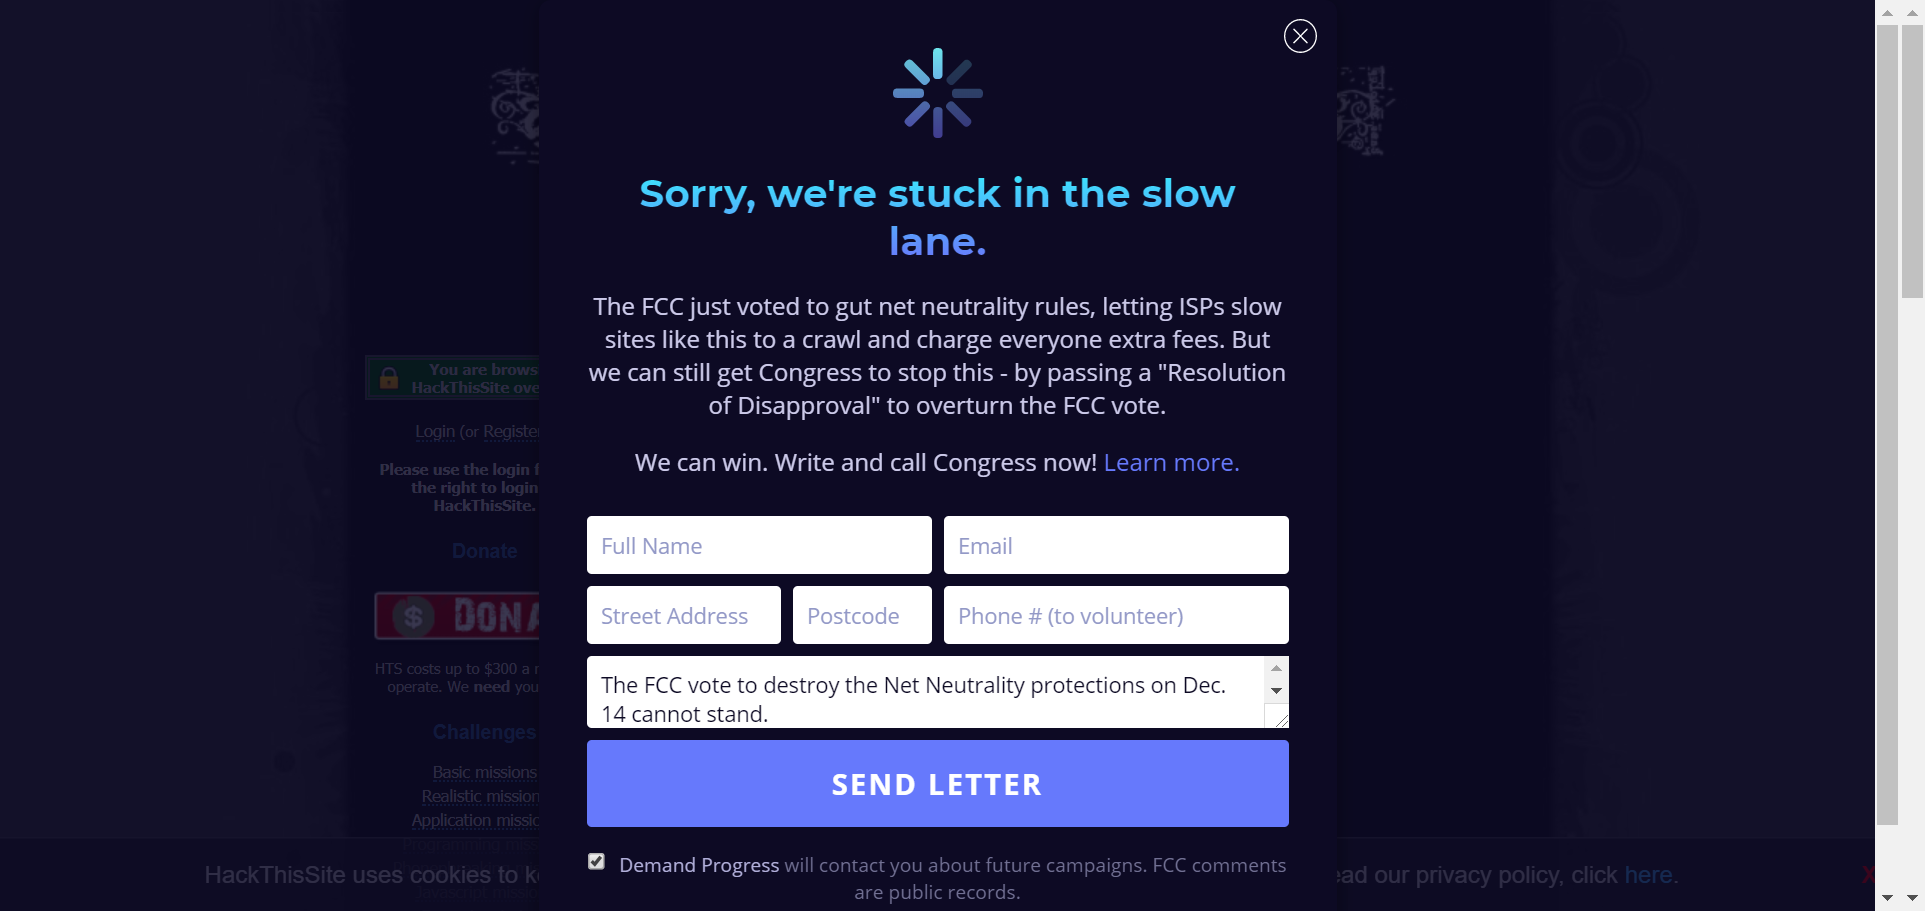 Sorry, we're stuck in the slow
lane.
The FCC just voted to gut net neutrality rules, letting ISPs slow
sites like this to a crawl and charge everyone extra fees. But
we can still get Congress to stop this - by passing a "Resolution
of Disapproval" to overturn the FCC vote.
We can win. Write and call Congress now! Learn more.
Full Name
Email
Street Address
Postcode
Phone # (to volunteer)
The FCC vote to destroy the Net Neutrality protections on Dec.
14 cannot stand.
SEND LETTER
Demand Progress will contact you about future campaigns. FCC comments
are public records.
You are brows
HackThisSite ove
Login (or Registe
Please use the login f
the right to login
HackThisSite.
Donate
$ DONA
HTS costs up to $300 a
operate. We need you
Challenges
Basic missions
Realistic mission
Application missio
HackThisSite uses cookies to k
ead our privacy policy, click here.
X